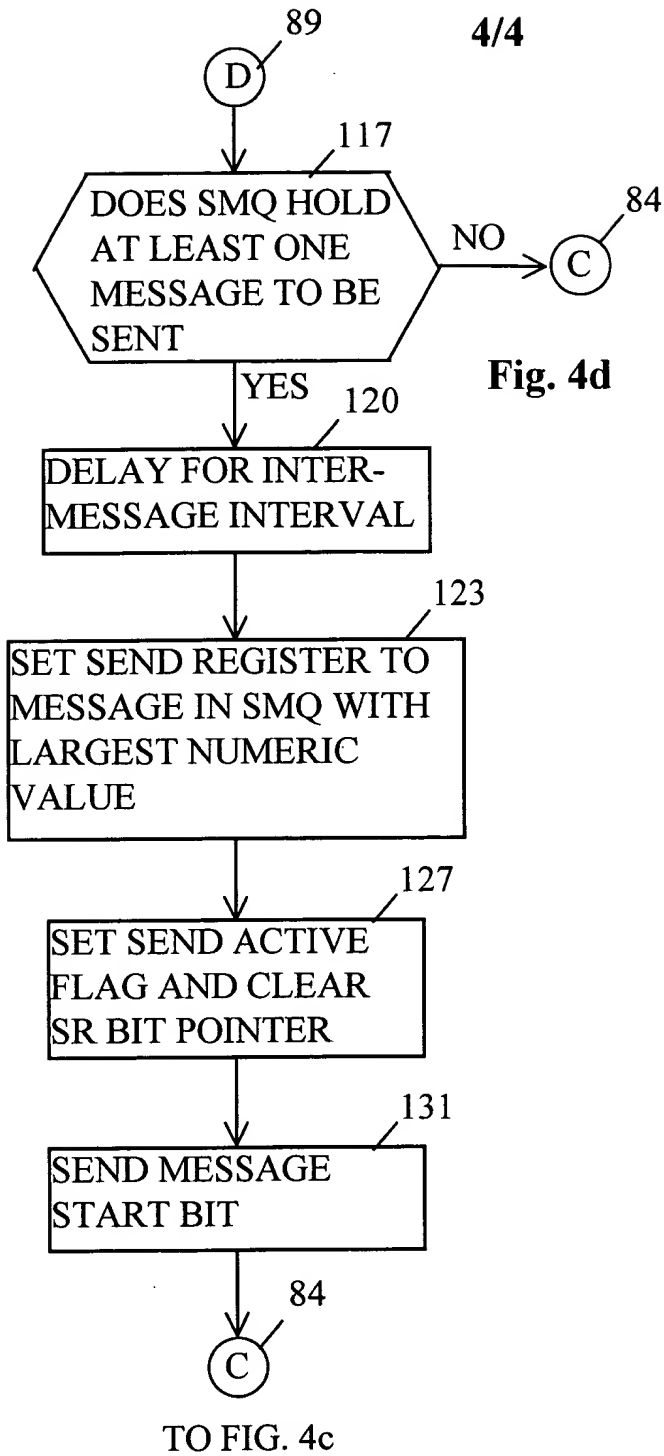 89
4/4
D
117
DOES SMQ HOLD
AT LEAST ONE
MESSAGE TO BE
SENT
NO
84
C
Fig. 4d
YES
120
DELAY FOR INTER-
MESSAGE INTERVAL
123
SET SEND REGISTER TO
MESSAGE IN SMQ WITH
LARGEST NUMERIC
VALUE
127
SET SEND ACTIVE
FLAG AND CLEAR
SR BIT POINTER
131
SEND MESSAGE
START BIT
84
C
TO FIG. 4c